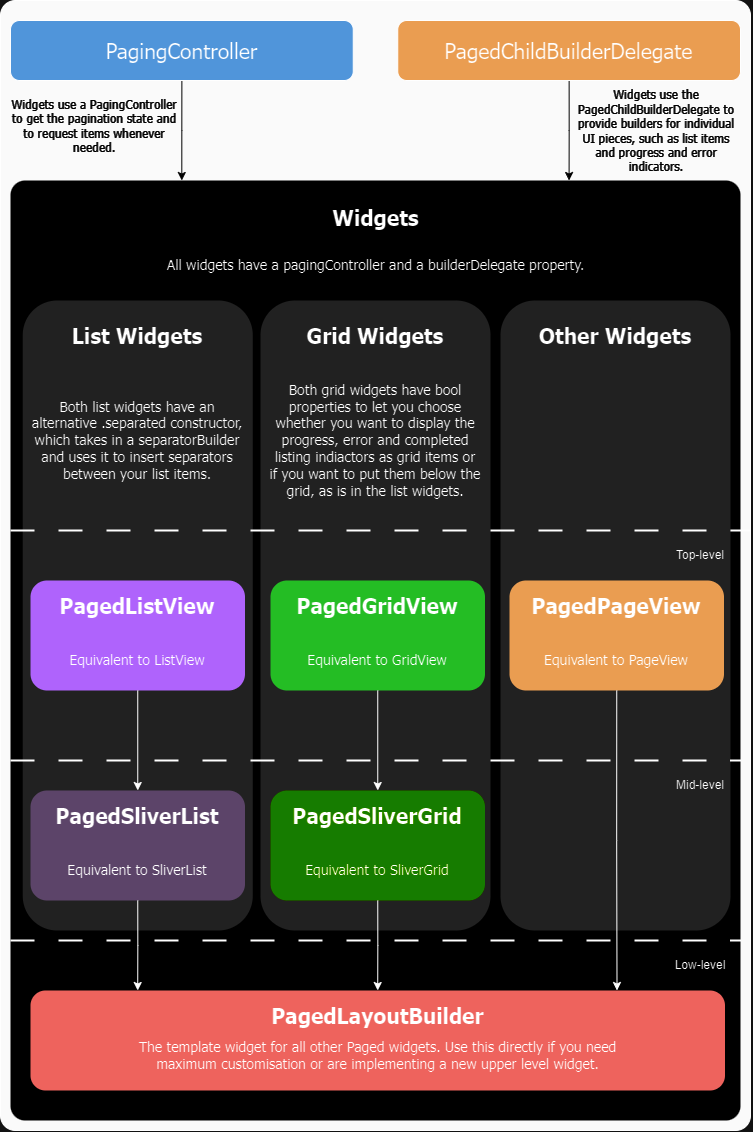 PagingController
PagedChildBuilderDelegate
Widgets use a PagingController
to get the pagination state and
to request items whenever
needed.
Widgets use the
PagedChildBuilderDelegate to
provide builders for individual
UI pieces, such as list items
and progress and error
indicators.
Widgets
All widgets have a pagingController and a builderDelegate property.
List Widgets
Both list widgets have an
alternative .separated constructor,
which takes in a separatorBuilder
and uses it to insert separators
between your list items.
Grid Widgets
Both grid widgets have bool
properties to let you choose
whether you want to display the
progress, error and completed
listing indiactors as grid items or
if you want to put them below the
grid, as is in the list widgets.
Other Widgets
Top-level
PagedListView
Equivalent to ListView
PagedGridView
Equivalent to GridView
PagedPageView
Equivalent to PageView
Mid-level
PagedSliverList
Equivalent to SliverList
PagedSliverGrid
Equivalent to SliverGrid
Low-level
PagedLayoutBuilder
The template widget for all other Paged widgets. Use this directly if you need
maximum customisation or are implementing a new upper level widget.